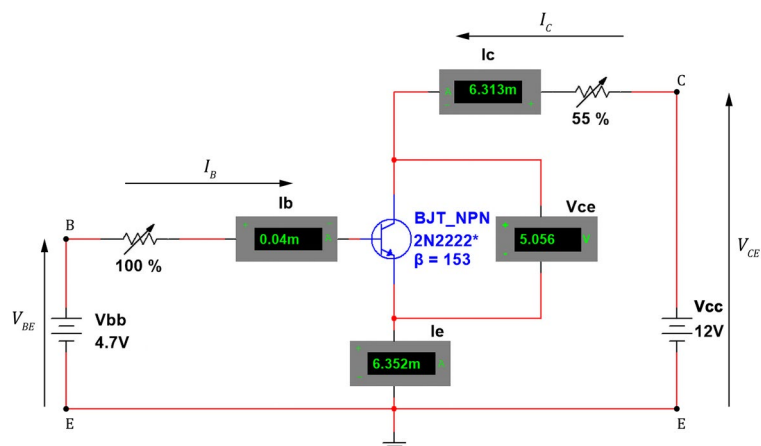 I_C
Ic
6.313m
C
55 %
I_B
Ib
B
0.04m
BJT_NPN
2N2222*
β = 153
Vce
5.056
V
100 %
V_BE
Vbb
4.7V
V_CE
Vcc
12V
Ie
6.352m
E
E